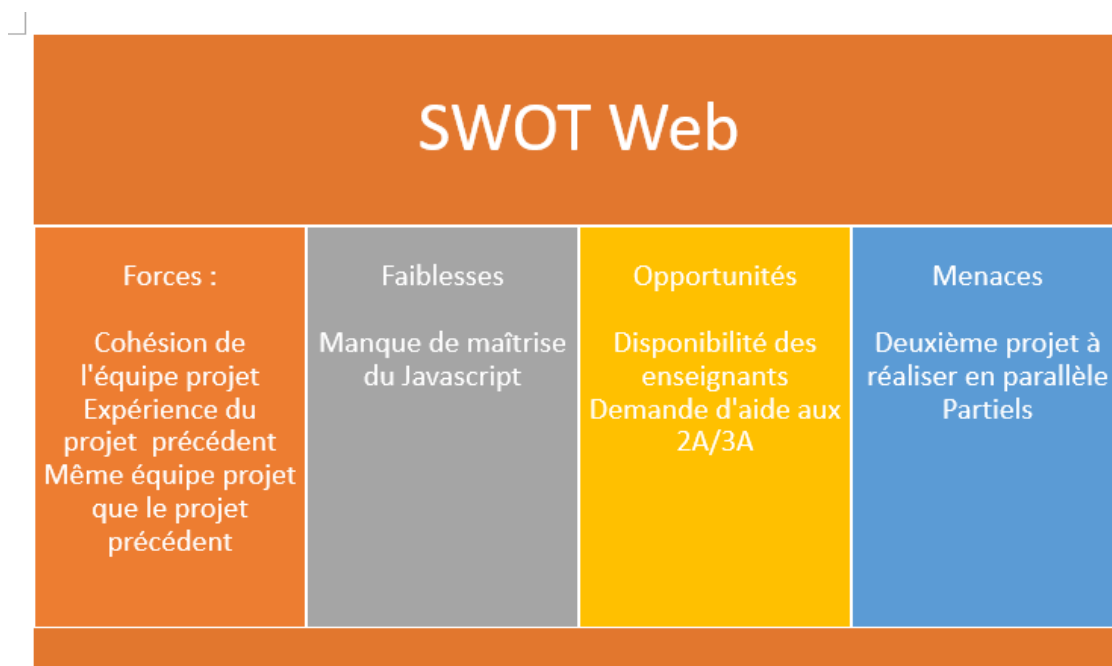 SWOT Web
Forces :
Cohésion de
l'équipe projet
Expérience du
projet  précédent
Même équipe projet
que le projet
précédent
Faiblesses
Manque de maîtrise
du Javascript
Opportunités
Disponibilité des
enseignants
Demande d'aide aux
2A/3A
Menaces
Deuxième projet à
réaliser en parallèle
Partiels